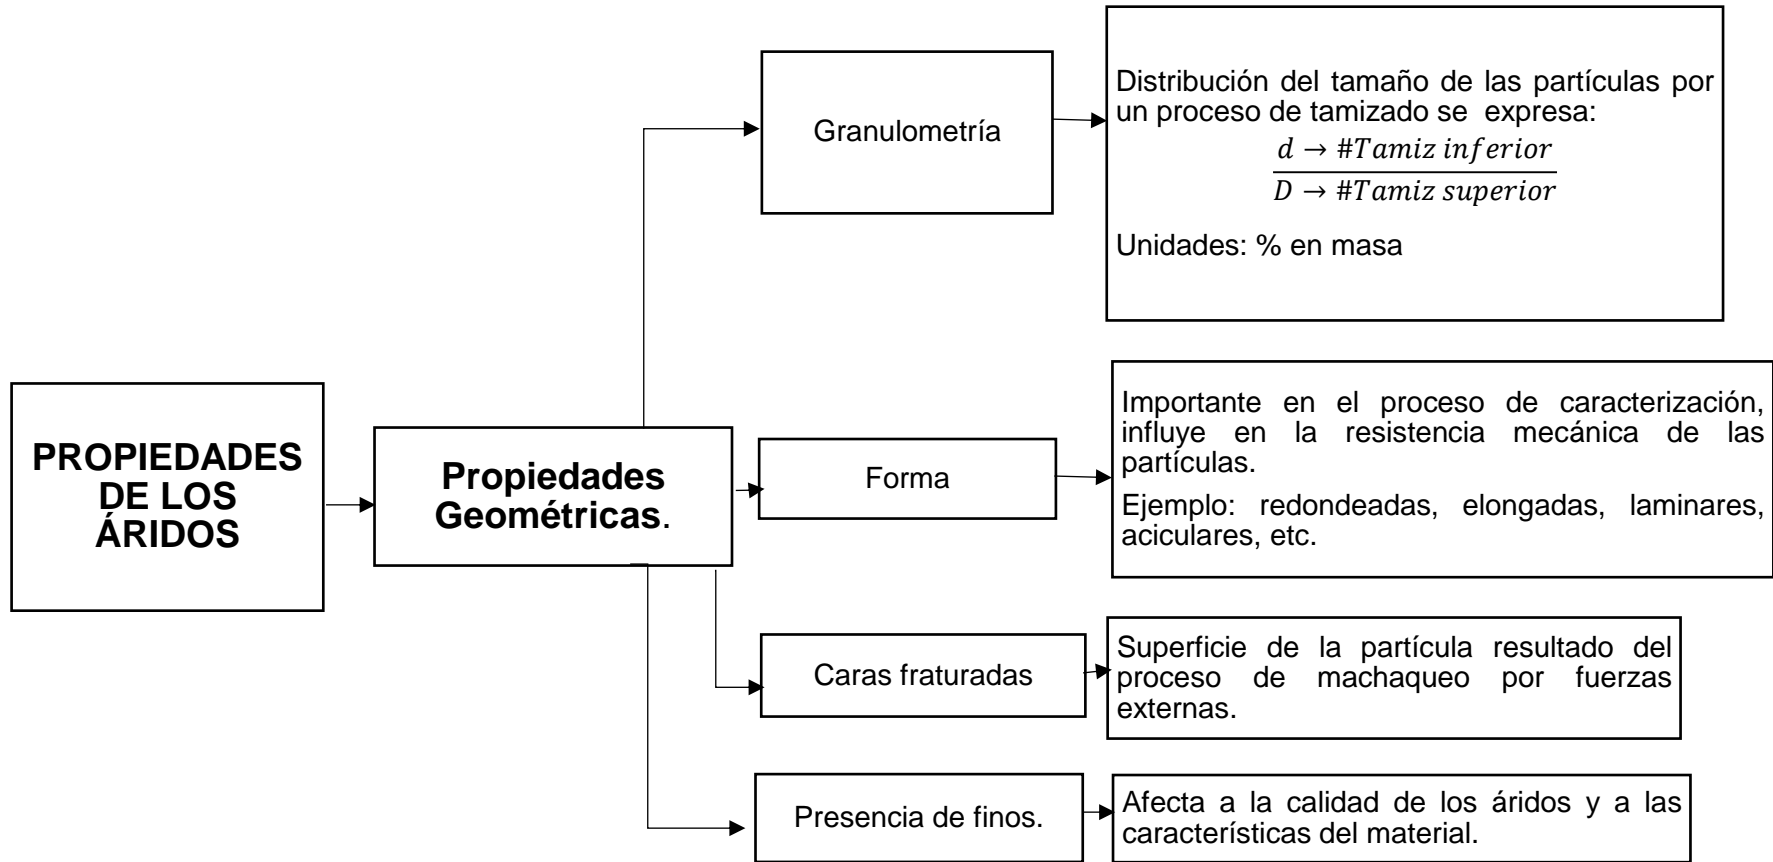 PROPIEDADES
DE LOS
ÁRIDOS
Propiedades
Geométricas.
Granulometría
Distribución del tamaño de las partículas por
un proceso de tamizado se expresa:
d → #Tamiz inferior
D → #Tamiz superior
Unidades: % en masa
Forma
Importante en el proceso de caracterización,
influye en la resistencia mecánica de las
partículas.
Ejemplo: redondeadas, elongadas, laminares,
aciculares, etc.
Caras fraturadas
Superficie de la partícula resultado del
proceso de machaqueo por fuerzas
externas.
Presencia de finos.
Afecta a la calidad de los áridos y a las
características del material.